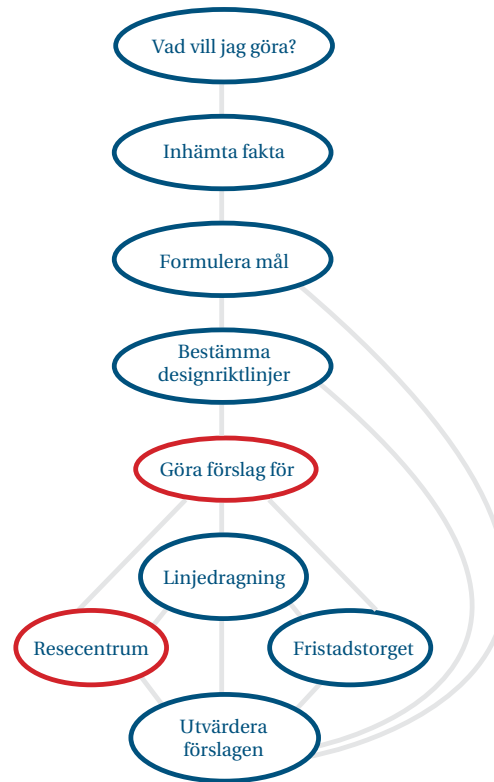 Vad vill jag göra?
Inhämta fakta
Formulera mål
Bestämma
designriktlinjer
Göra förslag för
Linjedragning
Resecentrum
Fristadstorget
Utvärdera
förslagen